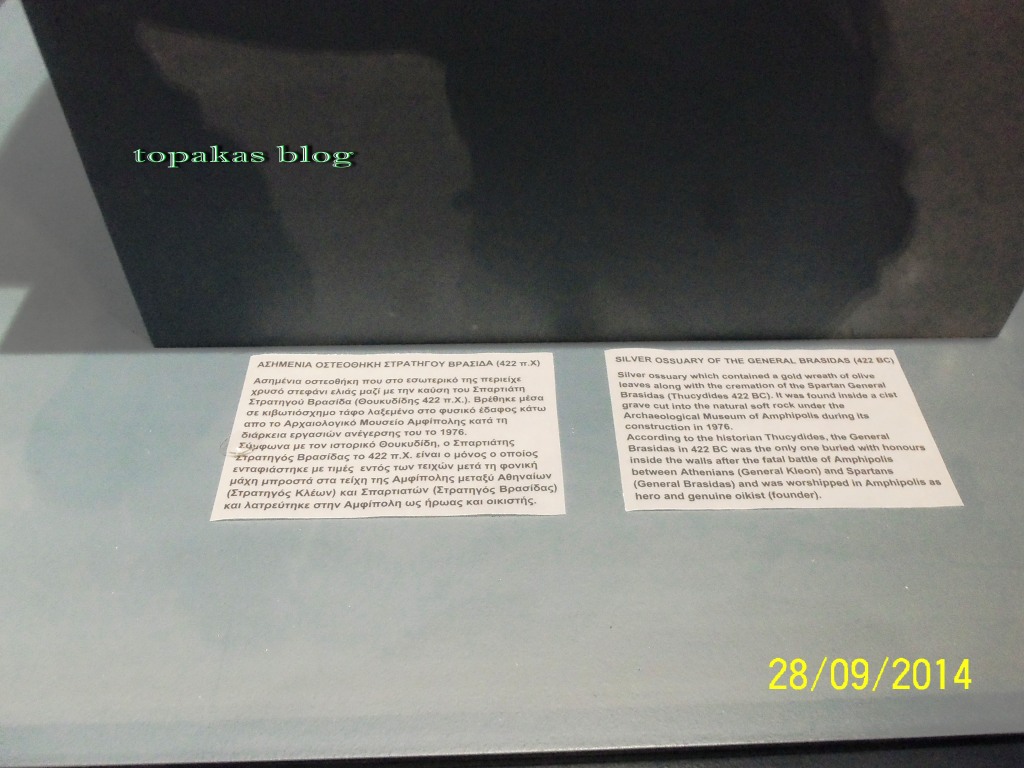 topakas blog
ΑΣΗΜΕΝΙΑ ΟΣΤΕΟΘΗΚΗ ΣΤΡΑΤΗΓΟΥ ΒΡΑΣΙΔΑ (422 π.Χ)
Ασημένια οστεοθήκη που στο εσωτερικό της περιείχε
χρυσό στεφάνι ελιάς μαζί με την καύση του Σπαρτιάτη
Στρατηγού Βρασίδα (Θουκυδίδης 422 π.Χ.). Βρέθηκε μέσα
σε κιβωτιόσχημο τάφο λαξεμένο στο φυσικό έδαφος κάτω
απο το Αρχαιολογικό Μουσείο Αμφίπολης κατά τη
διάρκεια εργασιών ανέγερσης του το 1976.
Σύμφωνα με τον ιστορικό Θουκυδίδη, ο Σπαρτιάτης
Στρατηγός Βρασίδας το 422 π.Χ. είναι ο μόνος ο οποίος
ενταφιάστηκε με τιμές εντός των τειχών μετά τη φονική
μάχη μπροστά στα τείχη της Αμφίπολης μεταξύ Αθηναίων
(Στρατηγός Κλέων) και Σπαρτιατών (Στρατηγός Βρασίδας)
και λατρεύτηκε στην Αμφίπολη ως ήρωας και οικιστής.
SILVER OSSUARY OF THE GENERAL BRASIDAS (422 BC)
Silver ossuary which contained a gold wreath of olive
leaves along with the cremation of the Spartan General
Brasidas (Thucydides 422 BC). It was found inside a cist
grave cut into the natural soft rock under the
Archaeological Museum of Amphipolis during its
construction in 1976.
According to the historian Thucydides, the General
Brasidas in 422 BC was the only one buried with honours
inside the walls after the fatal battle of Amphipolis
between Athenians (General Kleon) and Spartans
(General Brasidas) and was worshipped in Amphipolis as
hero and genuine oikist (founder).
28/09/2014